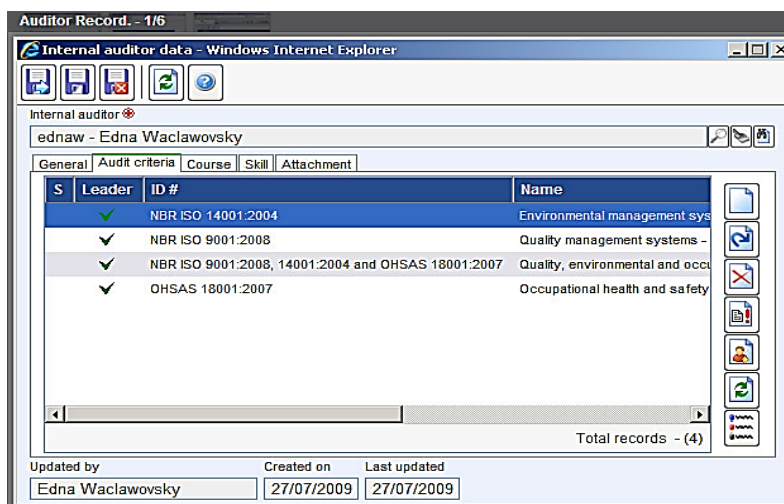 Auditor Record. - 1/6
Internal auditor data - Windows Internet Explorer
Internal auditor
ednaw - Edna Waclawovsky
General Audit criteria Course Skill Attachment
S Leader ID # Name
NBR ISO 14001:2004 Environmental management sys
NBR ISO 9001:2008 Quality management systems -
NBR ISO 9001:2008, 14001:2004 and OHSAS 18001:2007 Quality, environmental and occu
OHSAS 18001:2007 Occupational health and safety
Total records - (4)
Updated by Created on Last updated
Edna Waclawovsky 27/07/2009 27/07/2009